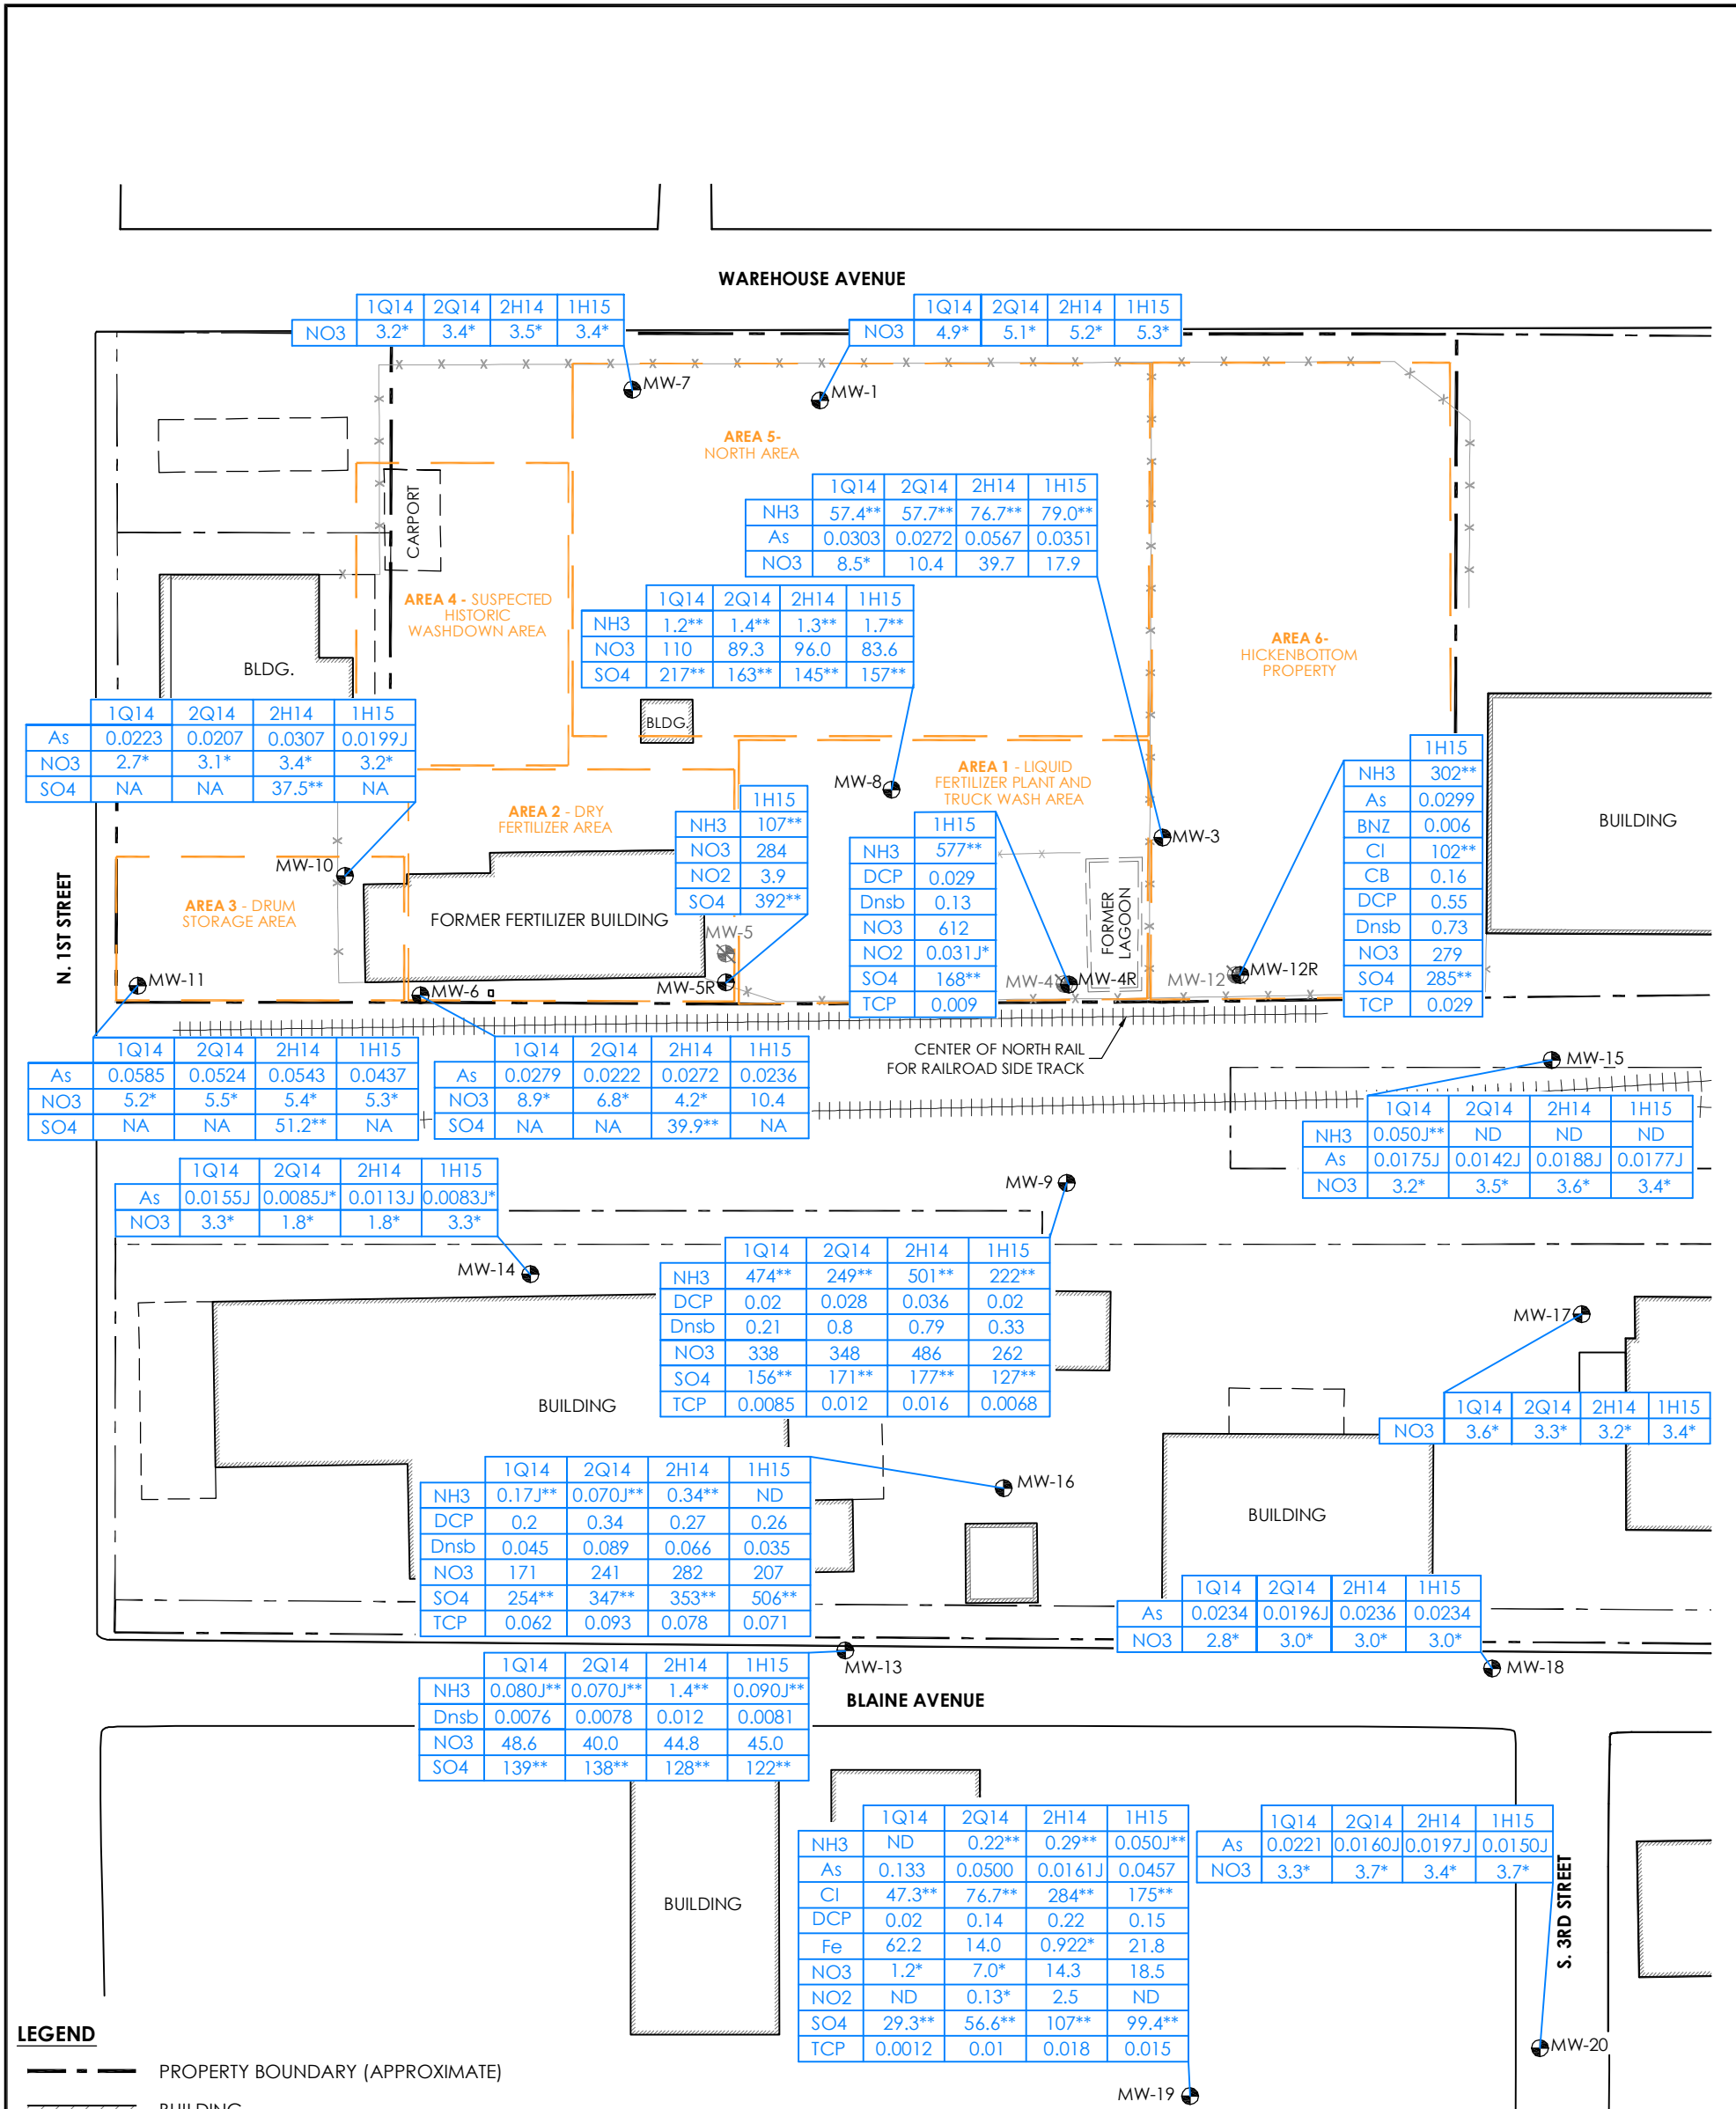 WAREHOUSE AVENUE
1Q14 2Q14 2H14 1H15
NO3 3.2* 3.4* 3.5* 3.4*
MW-7
1Q14 2Q14 2H14 1H15
NO3 4.9* 5.1* 5.2* 5.3*
MW-1
AREA 5-
NORTH AREA
CARPORT
1Q14 2Q14 2H14 1H15
NH3 57.4** 57.7** 76.7** 79.0**
As 0.0303 0.0272 0.0567 0.0351
NO3 8.5* 10.4 39.7 17.9
AREA 4 - SUSPECTED
HISTORIC
WASHDOWN AREA
1Q14 2Q14 2H14 1H15
NH3 1.2** 1.4** 1.3** 1.7**
NO3 110 89.3 96.0 83.6
SO4 217** 163** 145** 157**
AREA 6-
HICKENBOTTOM
PROPERTY
BLDG.
BLDG.
1Q14 2Q14 2H14 1H15
As 0.0223 0.0207 0.0307 0.0199J
NO3 2.7* 3.1* 3.4* 3.2*
SO4 NA NA 37.5** NA
MW-10
MW-8
AREA 1 - LIQUID
FERTILIZER PLANT AND
TRUCK WASH AREA
AREA 2 - DRY
FERTILIZER AREA
1H15
NH3 107**
NO3 284
NO2 3.9
SO4 392**
1H15
NH3 577**
DCP 0.029
Dnsb 0.13
NO3 612
NO2 0.031J*
SO4 168**
TCP 0.009
MW-3
1H15
NH3 302**
As 0.0299
BNZ 0.006
Cl 102**
CB 0.16
DCP 0.55
Dnsb 0.73
NO3 279
SO4 285**
TCP 0.029
BUILDING
N. 1ST STREET
AREA 3 - DRUM
STORAGE AREA
FORMER FERTILIZER BUILDING
FORMER
LAGOON
MW-5
MW-11
MW-6
MW-5R
MW-4
MW-4R
MW-12
MW-12R
CENTER OF NORTH RAIL
FOR RAILROAD SIDE TRACK
1Q14 2Q14 2H14 1H15
As 0.0585 0.0524 0.0543 0.0437
NO3 5.2* 5.5* 5.4* 5.3*
SO4 NA NA 51.2** NA
1Q14 2Q14 2H14 1H15
As 0.0279 0.0222 0.0272 0.0236
NO3 8.9* 6.8* 4.2* 10.4
SO4 NA NA 39.9** NA
MW-15
1Q14 2Q14 2H14 1H15
NH3 0.050J** ND ND ND
As 0.0175J 0.0142J 0.0188J 0.0177J
NO3 3.2* 3.5* 3.6* 3.4*
1Q14 2Q14 2H14 1H15
As 0.0155J 0.0085J* 0.0113J 0.0083J*
NO3 3.3* 1.8* 1.8* 3.3*
MW-14
MW-9
1Q14 2Q14 2H14 1H15
NH3 474** 249** 501** 222**
DCP 0.02 0.028 0.036 0.02
Dnsb 0.21 0.8 0.79 0.33
NO3 338 348 486 262
SO4 156** 171** 177** 127**
TCP 0.0085 0.012 0.016 0.0068
BUILDING
MW-17
1Q14 2Q14 2H14 1H15
NO3 3.6* 3.3* 3.2* 3.4*
1Q14 2Q14 2H14 1H15
NH3 0.17J** 0.070J** 0.34** ND
DCP 0.2 0.34 0.27 0.26
Dnsb 0.045 0.089 0.066 0.035
NO3 171 241 282 207
SO4 254** 347** 353** 506**
TCP 0.062 0.093 0.078 0.071
MW-16
BUILDING
1Q14 2Q14 2H14 1H15
As 0.0234 0.0196J 0.0236 0.0234
NO3 2.8* 3.0* 3.0* 3.0*
MW-18
1Q14 2Q14 2H14 1H15
NH3 0.080J** 0.070J** 1.4** 0.090J**
Dnsb 0.0076 0.0078 0.012 0.0081
NO3 48.6 40.0 44.8 45.0
SO4 139** 138** 128** 122**
MW-13
BLAINE AVENUE
BUILDING
1Q14 2Q14 2H14 1H15
NH3 ND 0.22** 0.29** 0.050J**
As 0.133 0.0500 0.0161J 0.0457
Cl 47.3** 76.7** 284** 175**
DCP 0.02 0.14 0.22 0.15
Fe 62.2 14.0 0.922* 21.8
NO3 1.2* 7.0* 14.3 18.5
NO2 ND 0.13* 2.5 ND
SO4 29.3** 56.6** 107** 99.4**
TCP 0.0012 0.01 0.018 0.015
MW-19
1Q14 2Q14 2H14 1H15
As 0.0221 0.0160J 0.0197J 0.0150J
NO3 3.3* 3.7* 3.4* 3.7*
S. 3RD STREET
MW-20
LEGEND
PROPERTY BOUNDARY (APPROXIMATE)
BUILDING